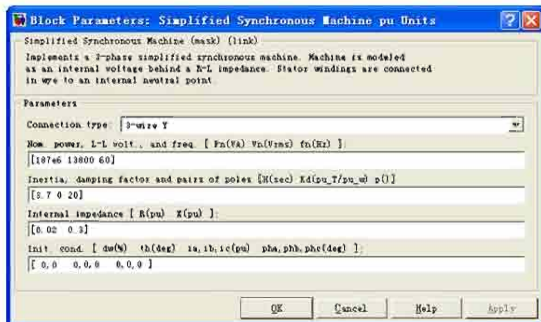 Block Parameters: Simplified Synchronous Machine pu Units
Simplified Synchronous Machine (mask) (link)
Implements a 3-phase simplified synchronous machine. Machine is modeled
as an internal voltage behind a R-L impedance. Stator windings are connected
in wye to an internal neutral point.
Parameters
Connection type: 3-wire Y
Nom. power, L-L volt., and freq. [ Pn(VA) Vn(Vrms) fn(Hz) ]:
[187e6 13800 60]
Inertia, damping factor and pairs of poles [H(sec) Kd(pu_T/pu_w) p()]
[3.7 0 20]
Internal impedance [ R(pu) X(pu) ]:
[0.02 0.3]
Init. cond. [ dw(%) th(deg) ia,ib,ic(pu) pha,phb,phc(deg) ]:
[ 0,0 0,0,0 0,0,0 ]
OK Cancel Help Apply